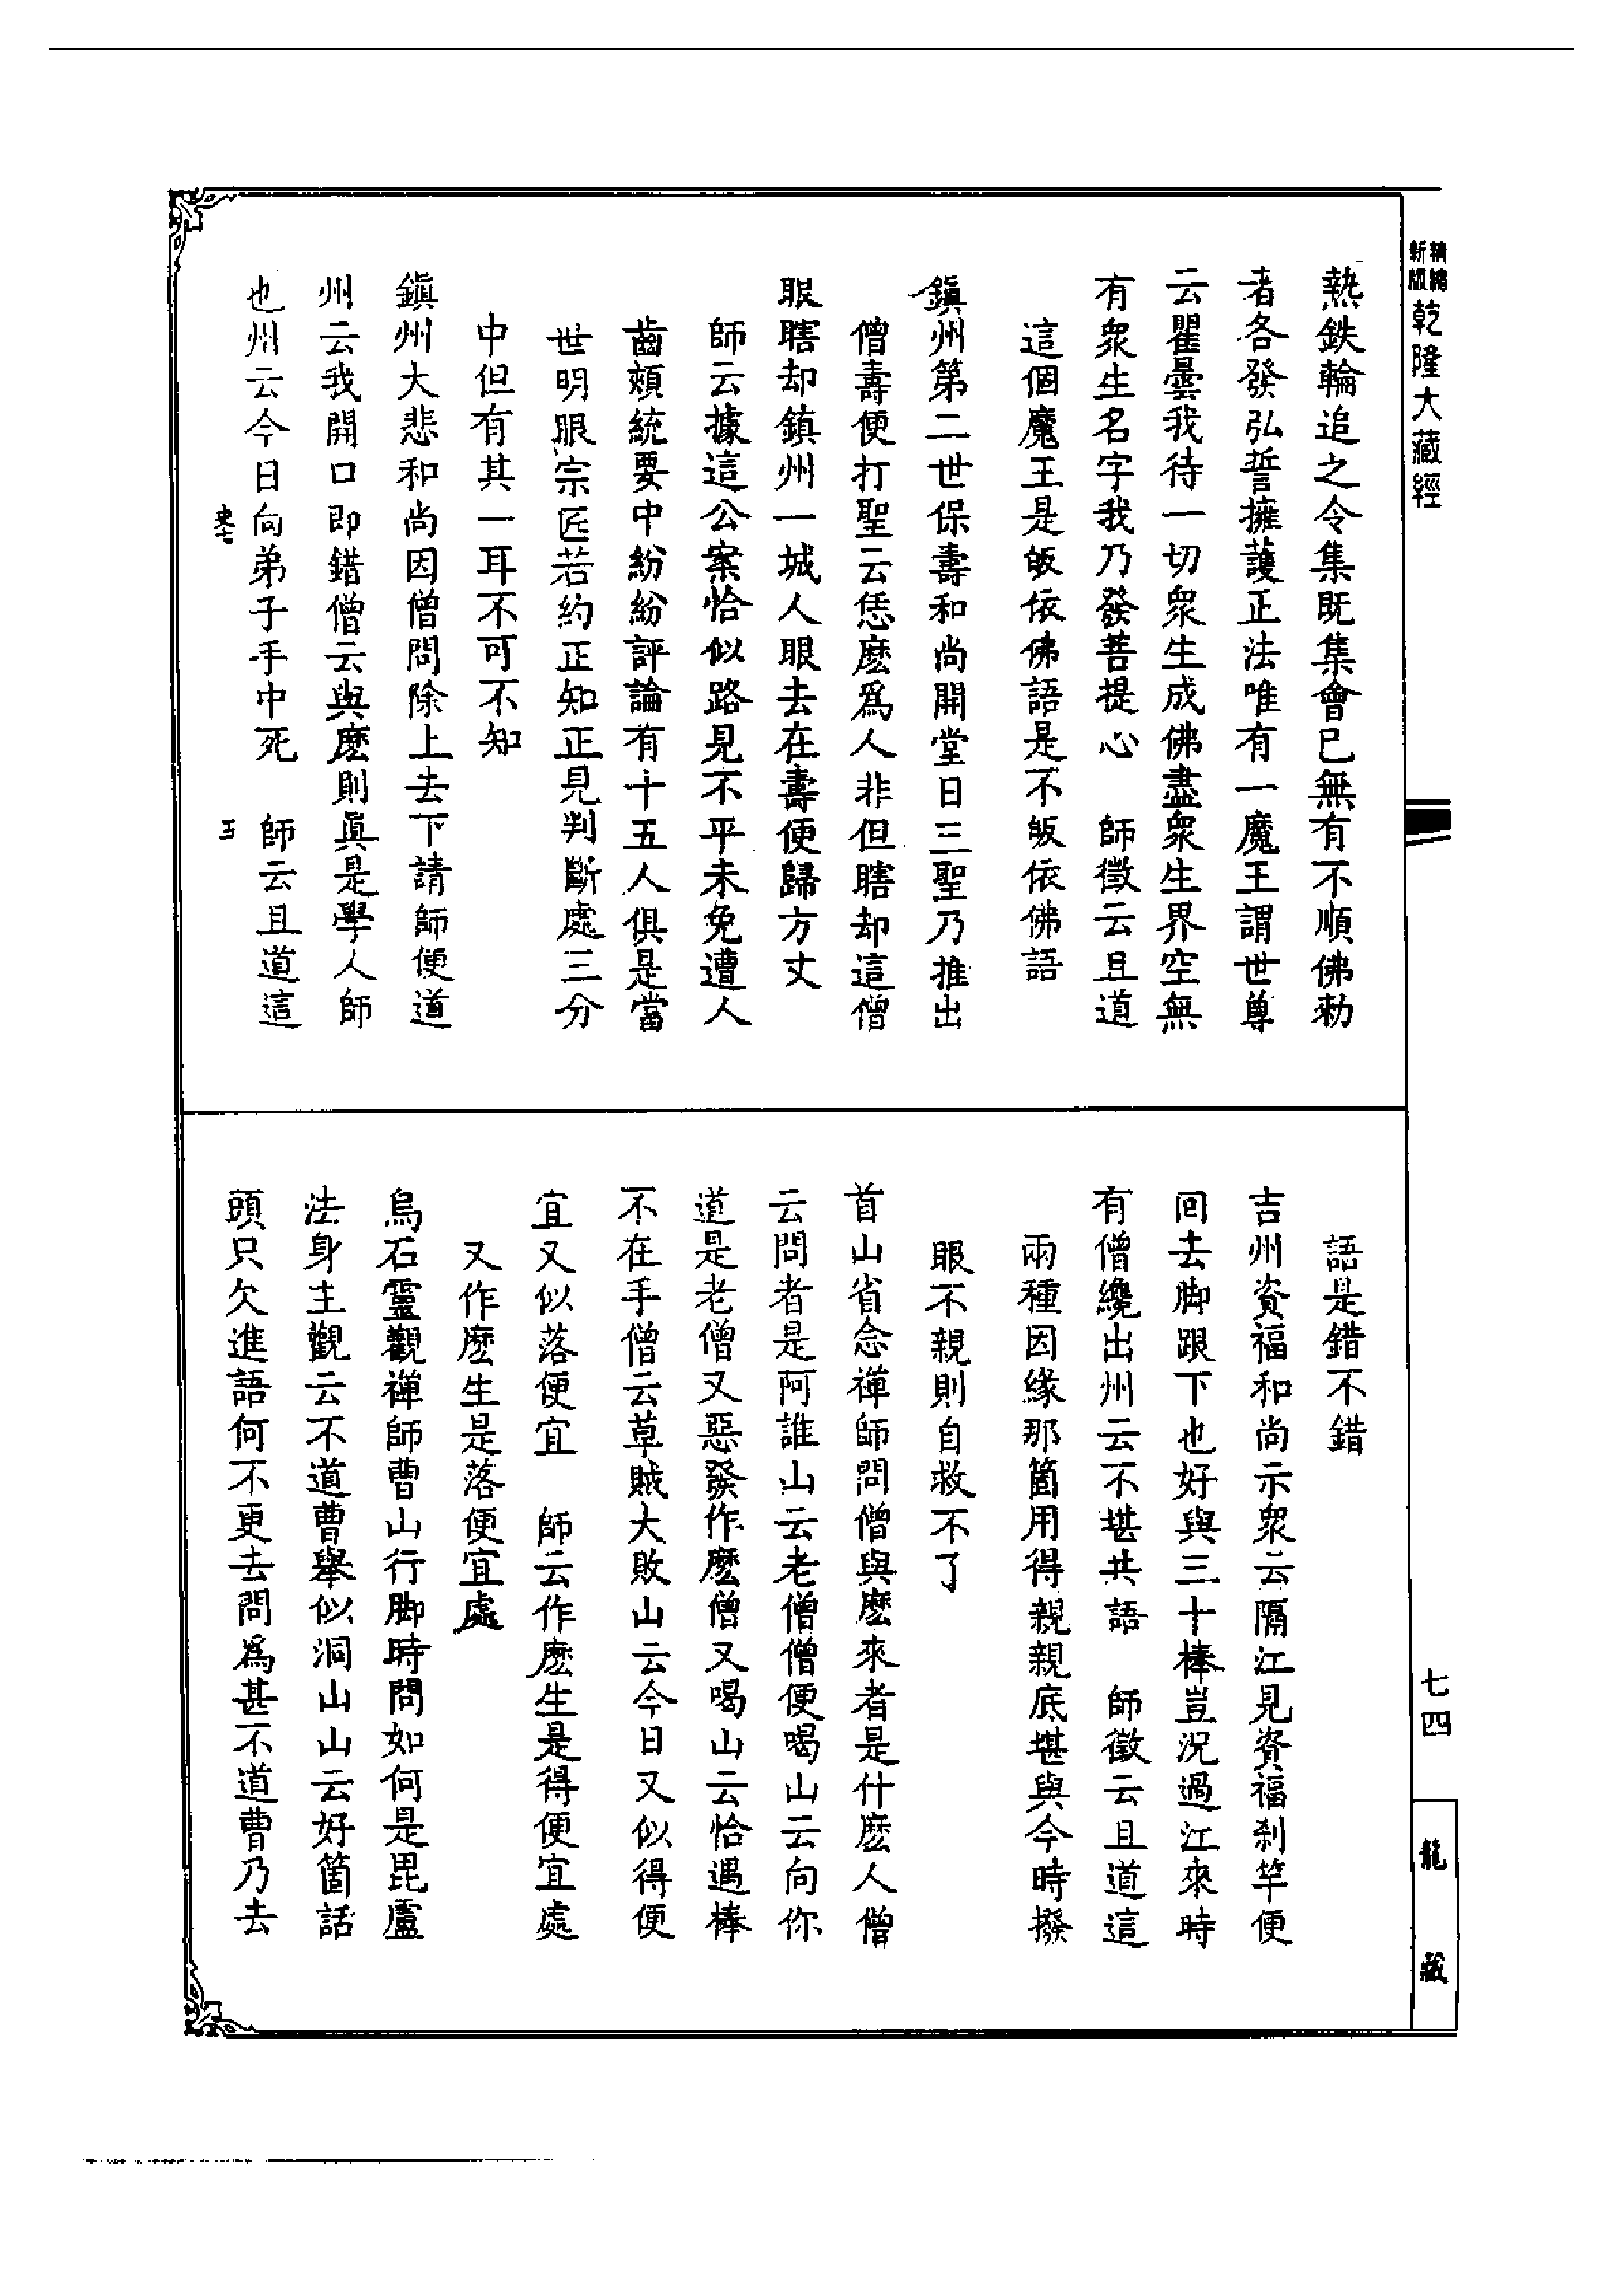 精縮
新版
乾隆大藏經
熱鉄輪追之令集既集會已無有不順佛勅
者各發弘誓擁護正法唯有一魔王謂世尊
云瞿曇我待一切衆生成佛盡衆生界空無
有衆生名字我乃發菩提心　師徵云且道
這個魔王是皈依佛語是不皈依佛語
鎭州第二世保壽和尚開堂日三聖乃推出
僧壽便打聖云恁麽爲人非但瞎却這僧
眼瞎却鎮州一城人眼去在壽便歸方丈
師云據這公案恰似路見不平未免遭人
齒頰統要中紛紛評論有十五人俱是當
世明眼宗匠若約正知正見判斷處三分
中但有其一耳不可不知
鎭州大悲和尚因僧問除上去下請師便道
州云我開口即錯僧云與麽則眞是學人師
也州云今日向弟子手中死　師云且道這
史七　五
語是錯不錯
吉州資福和尚示衆云隔江見資福刹竿便
回去脚跟下也好與三十棒豈況過江來時
有僧纔出州云不堪共語　師徵云且道這
兩種因緣那箇用得親親底堪與今時撥
眼不親則自救不了
首山省念禪師問僧與麽來者是什麽人僧
云問者是阿誰山云老僧僧便喝山云向你
道是老僧又惡發作麽僧又喝山云恰遇棒
不在手僧云草賊大敗山云今日又似得便
宜又似落便宜　師云作麽生是得便宜處
又作麽生是落便宜處
烏石靈觀禪師曹山行脚時問如何是毘盧
法身主觀云不道曹舉似洞山山云好箇話
頭只欠進語何不更去問爲甚不道曹乃去
七四
龍藏